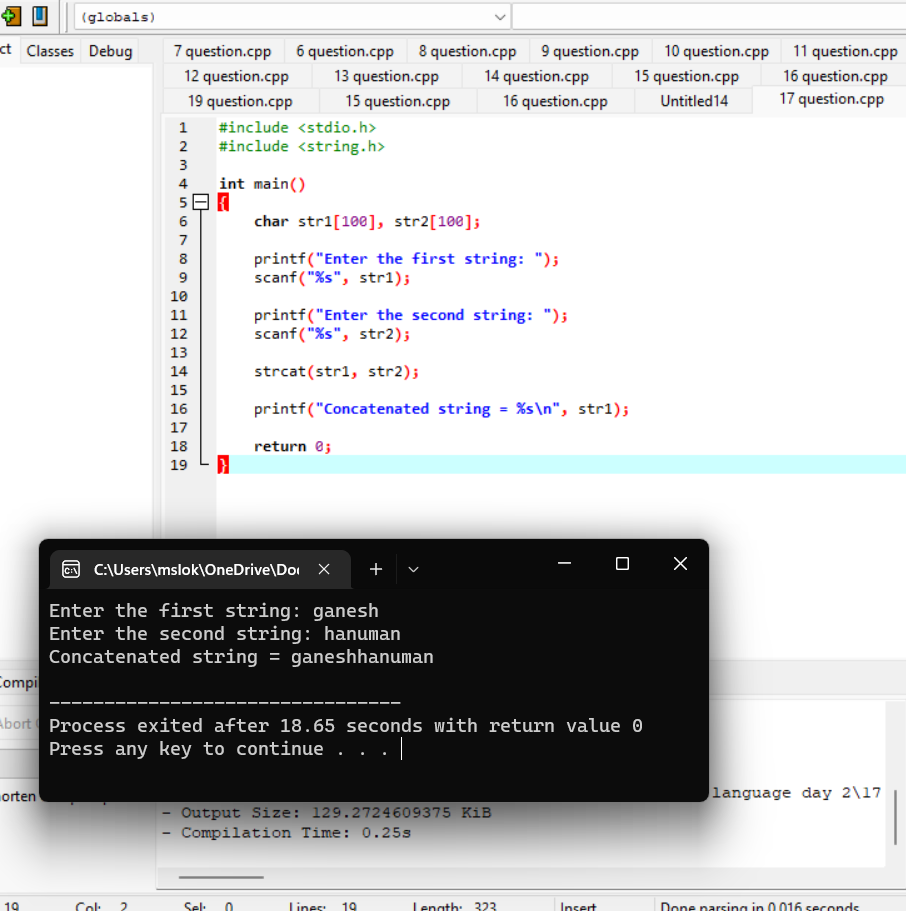 (globals)
ct Classes Debug
7 question.cpp 6 question.cpp 8 question.cpp 9 question.cpp 10 question.cpp 11 question.cpp
12 question.cpp 13 question.cpp 14 question.cpp 15 question.cpp 16 question.cpp
19 question.cpp 15 question.cpp 16 question.cpp Untitled14 17 question.cpp
1 #include <stdio.h>
2 #include <string.h>
3
4 int main()
5 {
6 char str1[100], str2[100];
7
8 printf("Enter the first string: ");
9 scanf("%s", str1);
10
11 printf("Enter the second string: ");
12 scanf("%s", str2);
13
14 strcat(str1, str2);
15
16 printf("Concatenated string = %s\n", str1);
17
18 return 0;
19 }
C:\Users\mslok\OneDrive\Doc
Enter the first string: ganesh
Enter the second string: hanuman
Concatenated string = ganeshhanuman
--------------------------------
Process exited after 18.65 seconds with return value 0
Press any key to continue . . .
Compi
Abort
orten
language day 2\17
- Output Size: 129.2724609375 KiB
- Compilation Time: 0.25s
19 Col: 2 Sel: 0 Lines: 19 Length: 323 Insert Done parsing in 0.016 seconds